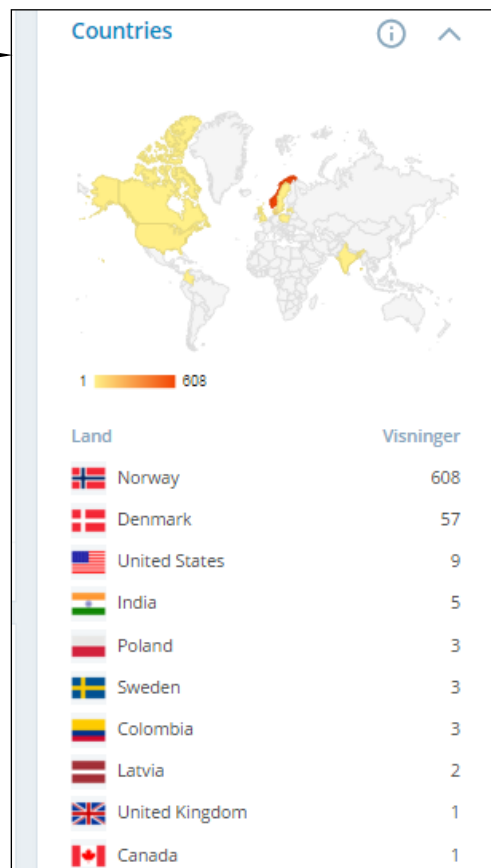 Countries
1 608
Land Visninger
Norway 608
Denmark 57
United States 9
India 5
Poland 3
Sweden 3
Colombia 3
Latvia 2
United Kingdom 1
Canada 1